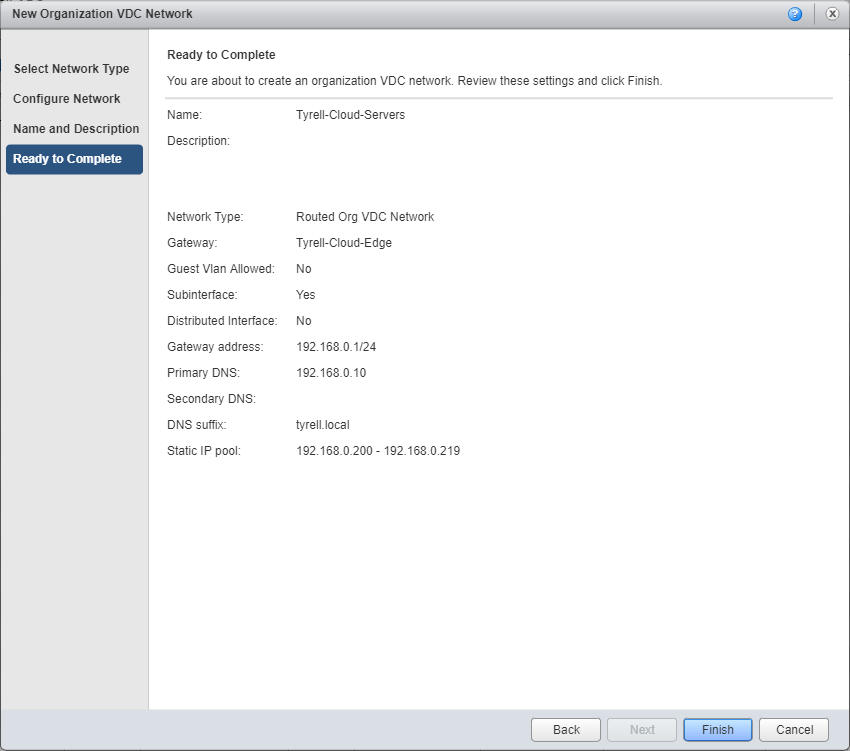 New Organization VDC Network
Select Network Type
Configure Network
Name and Description
Ready to Complete
Ready to Complete
You are about to create an organization VDC network. Review these settings and click Finish.
Name: Tyrell-Cloud-Servers
Description:
Network Type: Routed Org VDC Network
Gateway: Tyrell-Cloud-Edge
Guest Vlan Allowed: No
Subinterface: Yes
Distributed Interface: No
Gateway address: 192.168.0.1/24
Primary DNS: 192.168.0.10
Secondary DNS:
DNS suffix: tyrell.local
Static IP pool: 192.168.0.200 - 192.168.0.219
Back Next Finish Cancel